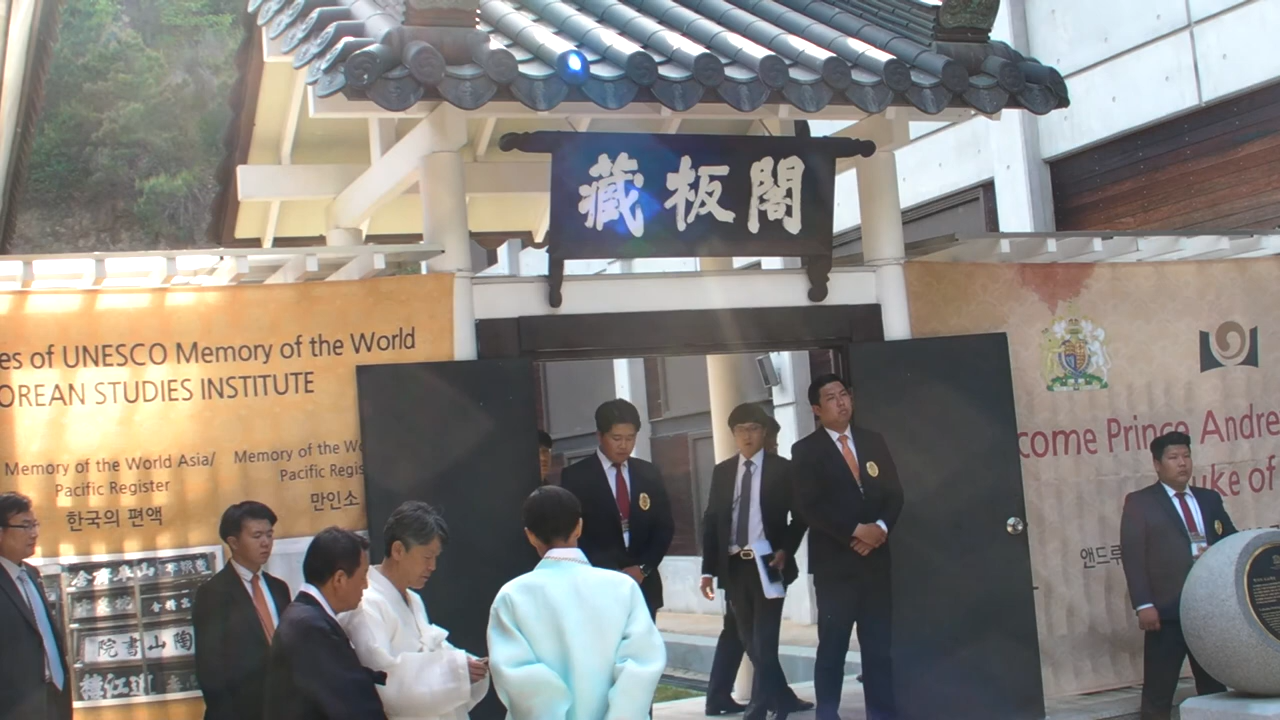 藏板閣
es of UNESCO Memory of the World
OREAN STUDIES INSTITUTE
Memory of the World Asia/
Pacific Register
한국의 편액
Memory of the Wo
Pacific Regis
만인소
come Prince Andre
uke of
앤드루
陶山書院